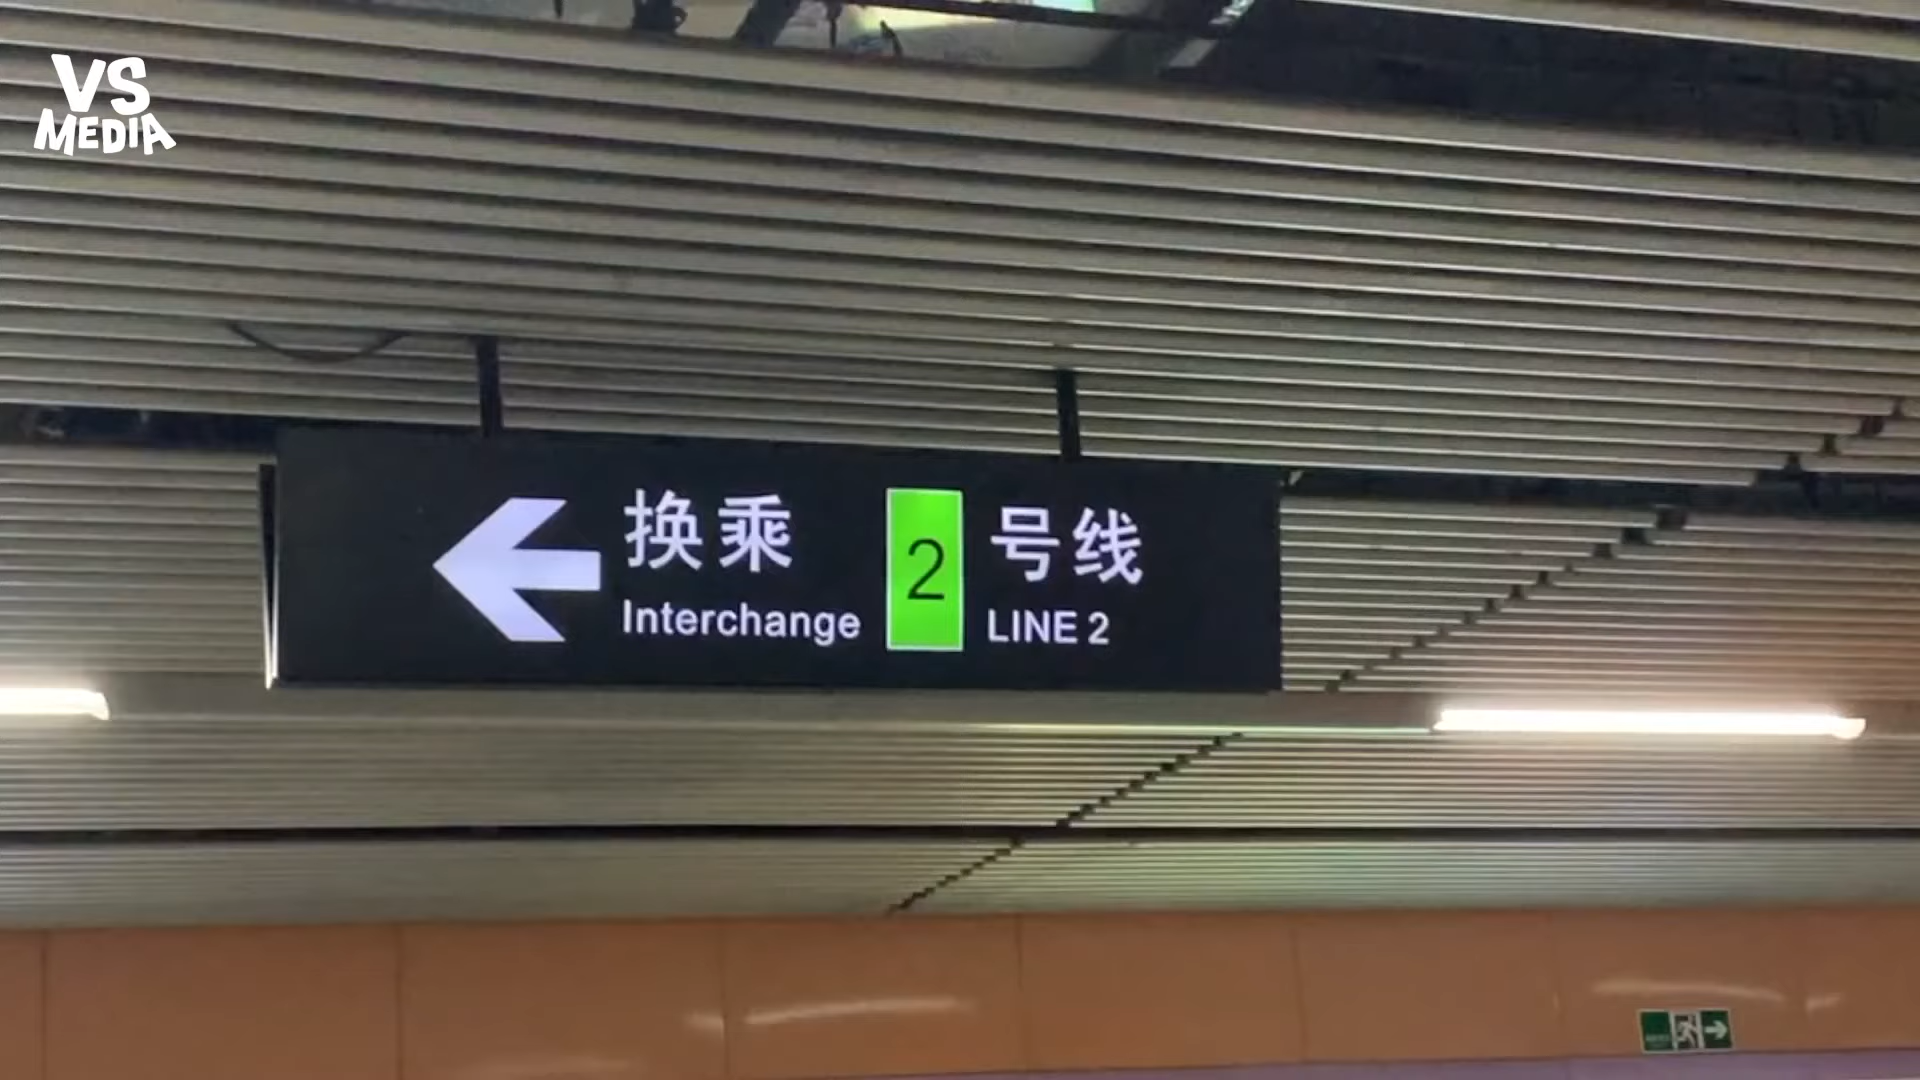 VS
MEDIA
换乘 2 号线
Interchange LINE 2